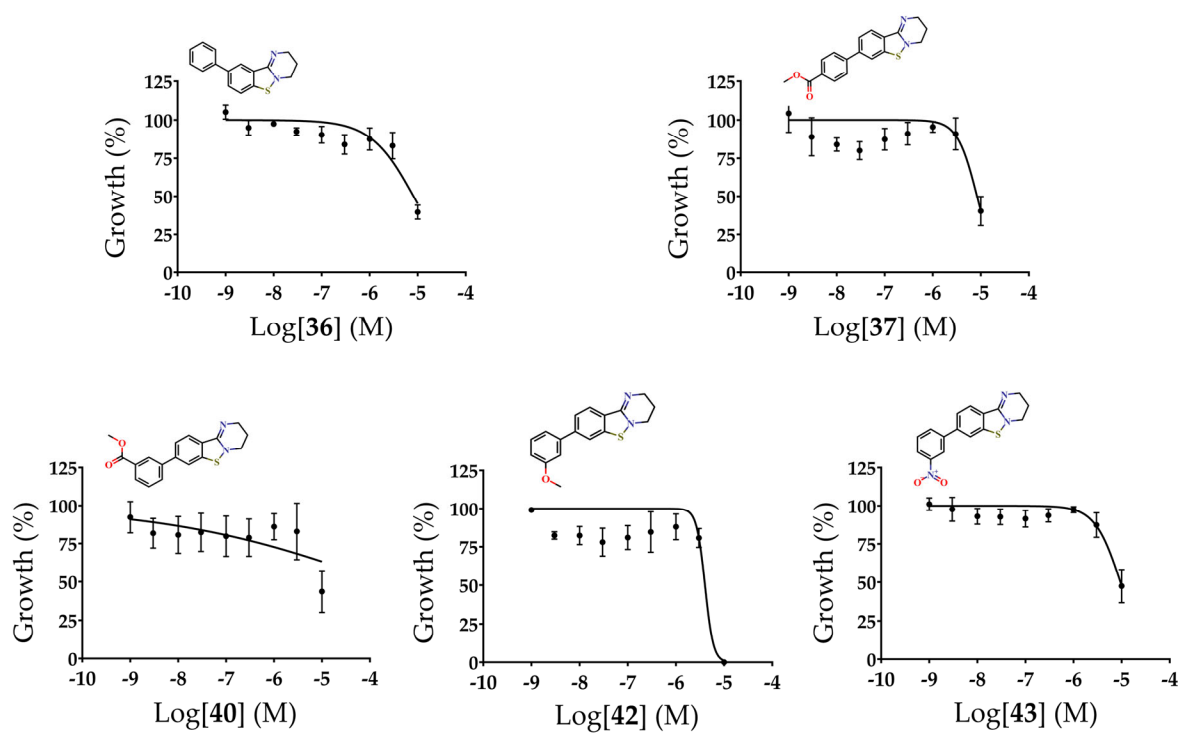 N
N
S
125
100
75
50
25
0
-10 -9 -8 -7 -6 -5 -4
Growth (%)
Log[36] (M)
N
N
S
O
O
125
100
75
50
25
0
-10 -9 -8 -7 -6 -5 -4
Growth (%)
Log[37] (M)
O
O
N
N
S
125
100
75
50
25
0
-10 -9 -8 -7 -6 -5 -4
Growth (%)
Log[40] (M)
N
N
S
O
125
100
75
50
25
0
-10 -9 -8 -7 -6 -5 -4
Growth (%)
Log[42] (M)
N
N
S
O⁻ N⁺ O
125
100
75
50
25
0
-10 -9 -8 -7 -6 -5 -4
Growth (%)
Log[43] (M)